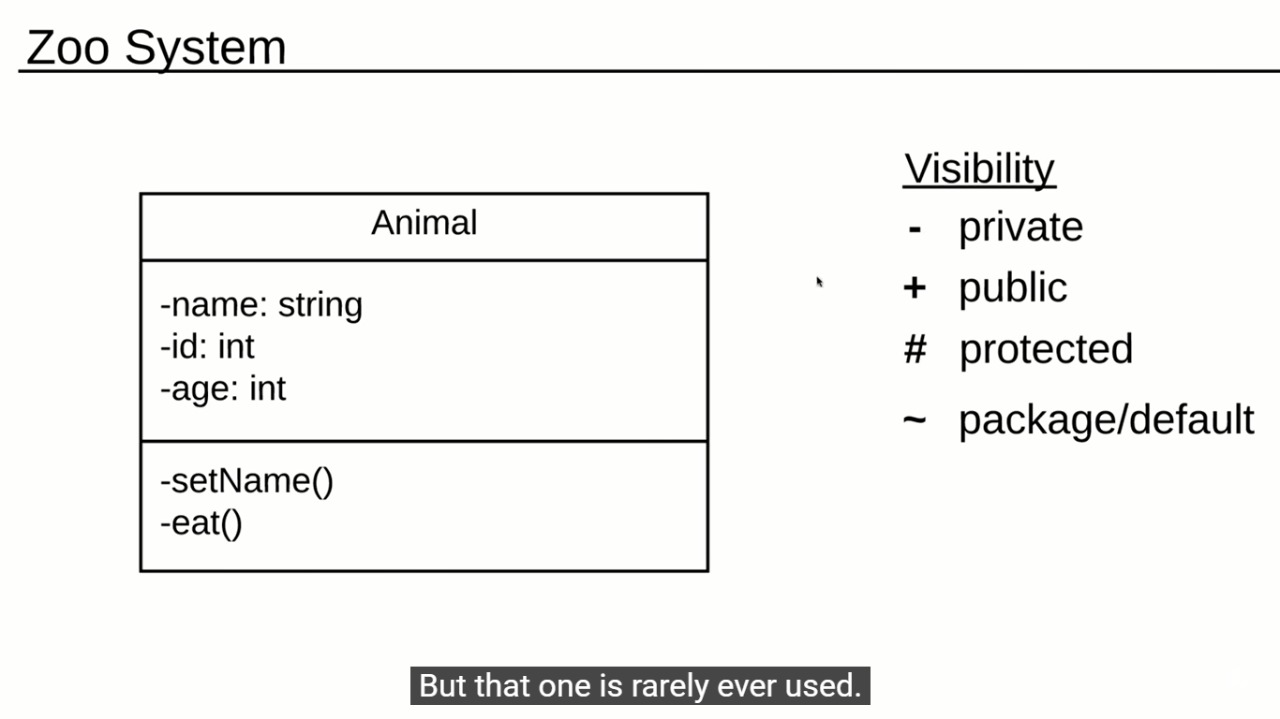 Zoo System
Animal
-name: string
-id: int
-age: int
-setName()
-eat()
Visibility
- private
+ public
# protected
~ package/default
But that one is rarely ever used.